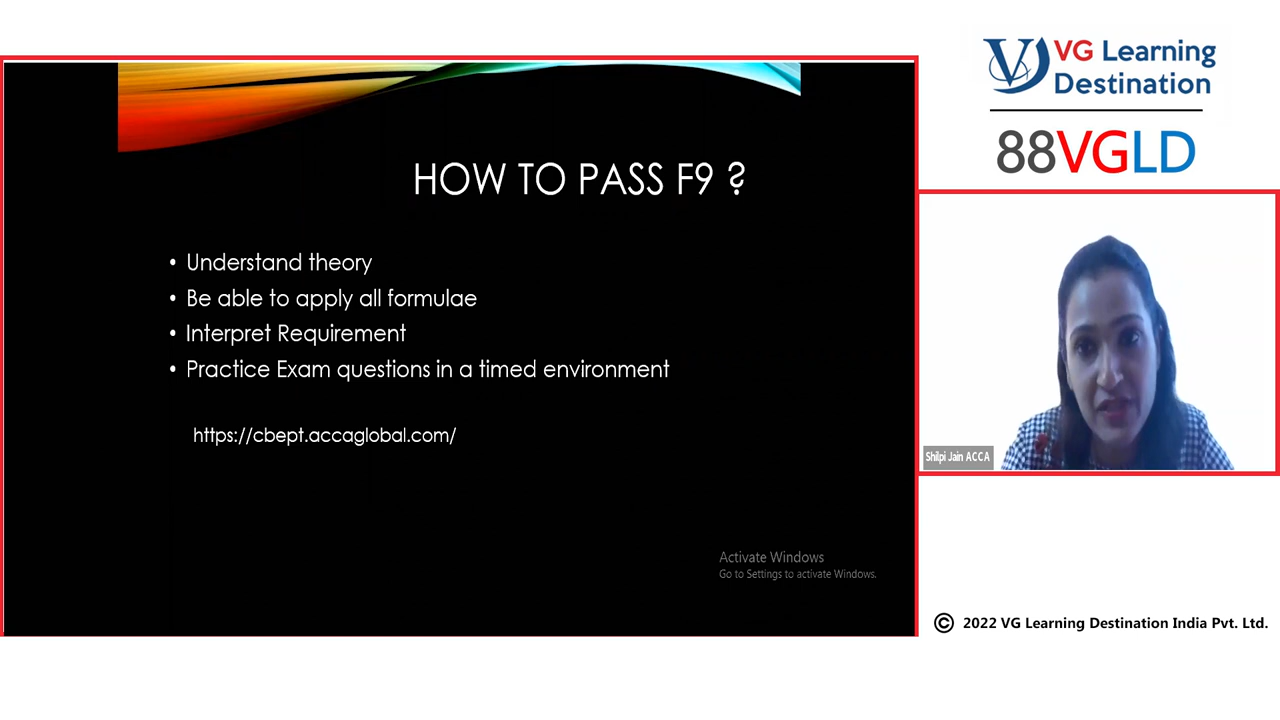 HOW TO PASS F9 ?
• Understand theory
• Be able to apply all formulae
• Interpret Requirement
• Practice Exam questions in a timed environment
https://cbept.accaglobal.com/
Activate Windows
Go to Settings to activate Windows.
VG Learning
Destination
88VGLD
Shilpi Jain ACCA
© 2022 VG Learning Destination India Pvt. Ltd.